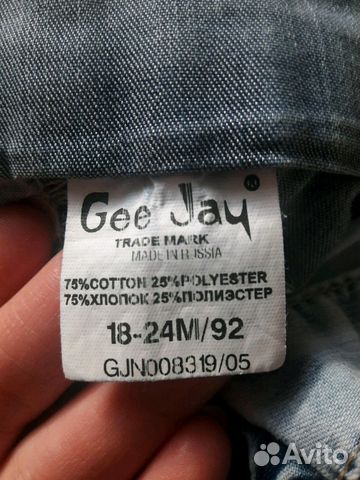 Gee Jay ®
TRADE MARK
MADE IN RUSSIA
75%COTTON 25%POLYESTER
75%ХЛОПОК 25%ПОЛИЭСТЕР
18-24M/92
GJN008319/05
Avito